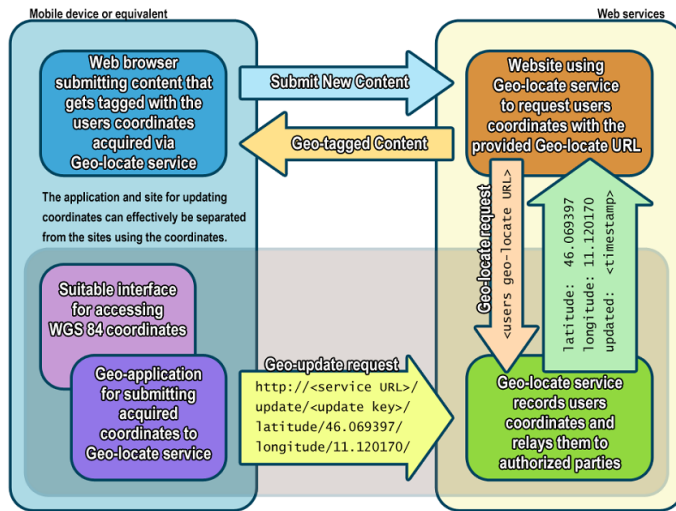 Mobile device or equivalent
Web services
Web browser
submitting content that
gets tagged with the
users coordinates
acquired via
Geo-locate service
Submit New Content
Geo-tagged Content
Website using
Geo-locate service
to request users
coordinates with the
provided Geo-locate URL
The application and site for updating
coordinates can effectively be separated
from the sites using the coordinates.
Geo-locate request
<users geo-locate URL>
latitude: 46.069397
longitude: 11.120170
updated: <timestamp>
Suitable interface
for accessing
WGS 84 coordinates
Geo-application
for submitting
acquired
coordinates to
Geo-locate service
Geo-update request
http://<service URL>/
update/<update key>/
latitude/46.069397/
longitude/11.120170/
Geo-locate service
records users
coordinates and
relays them to
authorized parties